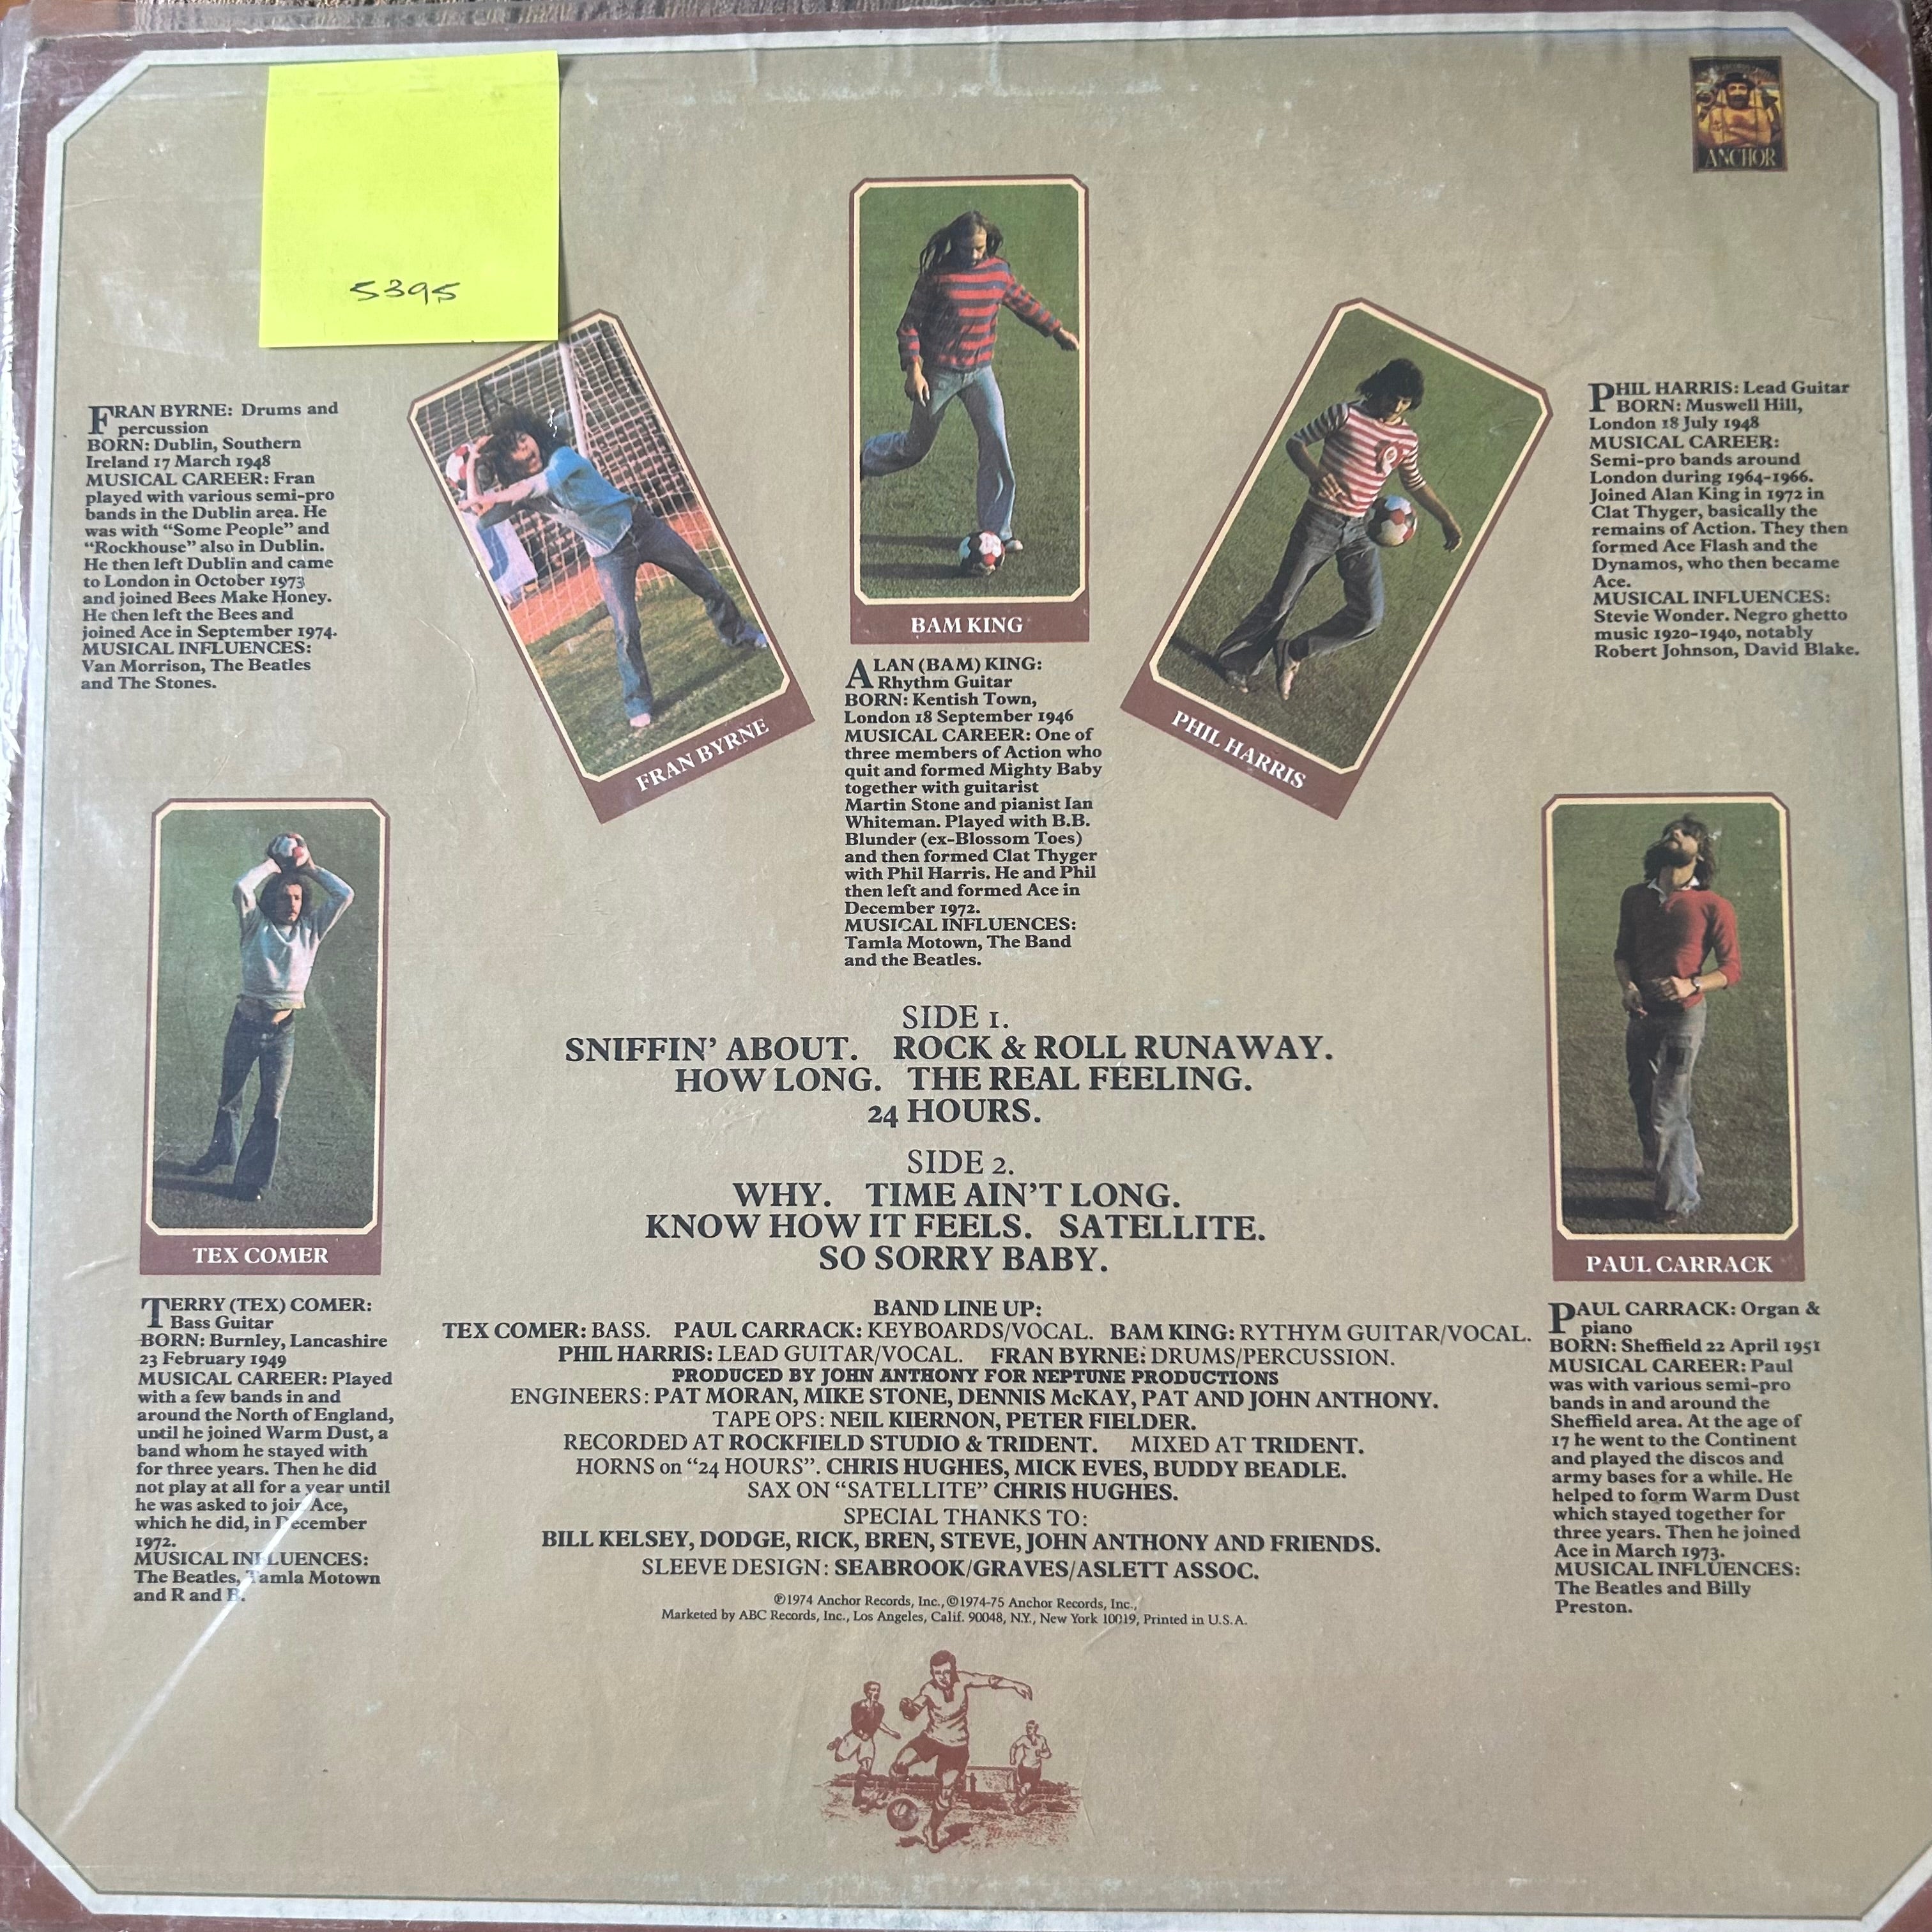 5395
ANCHOR
FRAN BYRNE: Drums and
percussion
BORN: Dublin, Southern
Ireland 17 March 1948
MUSICAL CAREER: Fran
played with various semi-pro
bands in the Dublin area. He
was with “Some People” and
“Rockhouse” also in Dublin.
He then left Dublin and came
to London in October 1973
and joined Bees Make Honey.
He then left the Bees and
joined Ace in September 1974.
MUSICAL INFLUENCES:
Van Morrison, The Beatles
and The Stones.
FRAN BYRNE
BAM KING
ALAN (BAM) KING:
Rhythm Guitar
BORN: Kentish Town,
London 18 September 1946
MUSICAL CAREER: One of
three members of Action who
quit and formed Mighty Baby
together with guitarist
Martin Stone and pianist Ian
Whiteman. Played with B.B.
Blunder (ex-Blossom Toes)
and then formed Clat Thyger
with Phil Harris. He and Phil
then left and formed Ace in
December 1972.
MUSICAL INFLUENCES:
Tamla Motown, The Band
and the Beatles.
PHIL HARRIS
PHIL HARRIS: Lead Guitar
BORN: Muswell Hill,
London 18 July 1948
MUSICAL CAREER:
Semi-pro bands around
London during 1964-1966.
Joined Alan King in 1972 in
Clat Thyger, basically the
remains of Action. They then
formed Ace Flash and the
Dynamos, who then became
Ace.
MUSICAL INFLUENCES:
Stevie Wonder. Negro ghetto
music 1920-1940, notably
Robert Johnson, David Blake.
TEX COMER
TERRY (TEX) COMER:
Bass Guitar
BORN: Burnley, Lancashire
23 February 1949
MUSICAL CAREER: Played
with a few bands in and
around the North of England,
until he joined Warm Dust, a
band whom he stayed with
for three years. Then he did
not play at all for a year until
he was asked to join Ace,
which he did, in December
1972.
MUSICAL INFLUENCES:
The Beatles, Tamla Motown
and R and B.
SIDE 1.
SNIFFIN’ ABOUT. ROCK & ROLL RUNAWAY.
HOW LONG. THE REAL FEELING.
24 HOURS.
SIDE 2.
WHY. TIME AIN’T LONG.
KNOW HOW IT FEELS. SATELLITE.
SO SORRY BABY.
BAND LINE UP:
TEX COMER: BASS. PAUL CARRACK: KEYBOARDS/VOCAL. BAM KING: RYTHYM GUITAR/VOCAL.
PHIL HARRIS: LEAD GUITAR/VOCAL. FRAN BYRNE: DRUMS/PERCUSSION.
PRODUCED BY JOHN ANTHONY FOR NEPTUNE PRODUCTIONS
ENGINEERS: PAT MORAN, MIKE STONE, DENNIS McKAY, PAT AND JOHN ANTHONY.
TAPE OPS: NEIL KIERNON, PETER FIELDER.
RECORDED AT ROCKFIELD STUDIO & TRIDENT. MIXED AT TRIDENT.
HORNS on “24 HOURS”. CHRIS HUGHES, MICK EVES, BUDDY BEADLE.
SAX ON “SATELLITE” CHRIS HUGHES.
SPECIAL THANKS TO:
BILL KELSEY, DODGE, RICK, BREN, STEVE, JOHN ANTHONY AND FRIENDS.
SLEEVE DESIGN: SEABROOK/GRAVES/ASLETT ASSOC.
℗1974 Anchor Records, Inc., ©1974-75 Anchor Records, Inc.,
Marketed by ABC Records, Inc., Los Angeles, Calif. 90048, N.Y., New York 10019, Printed in U.S.A.
PAUL CARRACK
PAUL CARRACK: Organ &
piano
BORN: Sheffield 22 April 1951
MUSICAL CAREER: Paul
was with various semi-pro
bands in and around the
Sheffield area. At the age of
17 he went to the Continent
and played the discos and
army bases for a while. He
helped to form Warm Dust
which stayed together for
three years. Then he joined
Ace in March 1973.
MUSICAL INFLUENCES:
The Beatles and Billy
Preston.